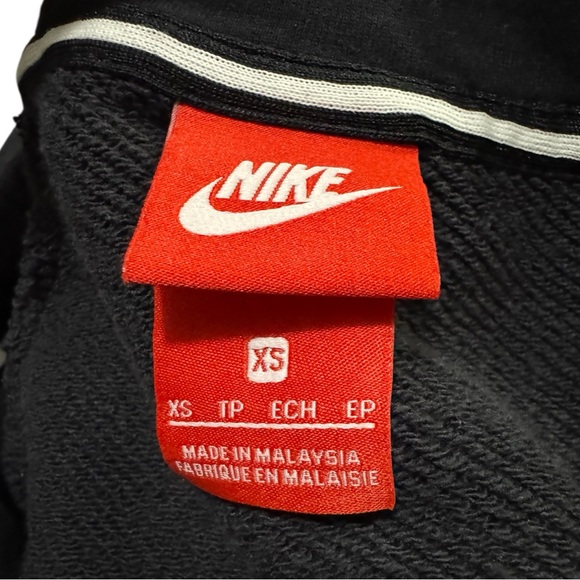 NIKE
XS
XS TP ECH EP
MADE IN MALAYSIA
FABRIQUE EN MALAISIE